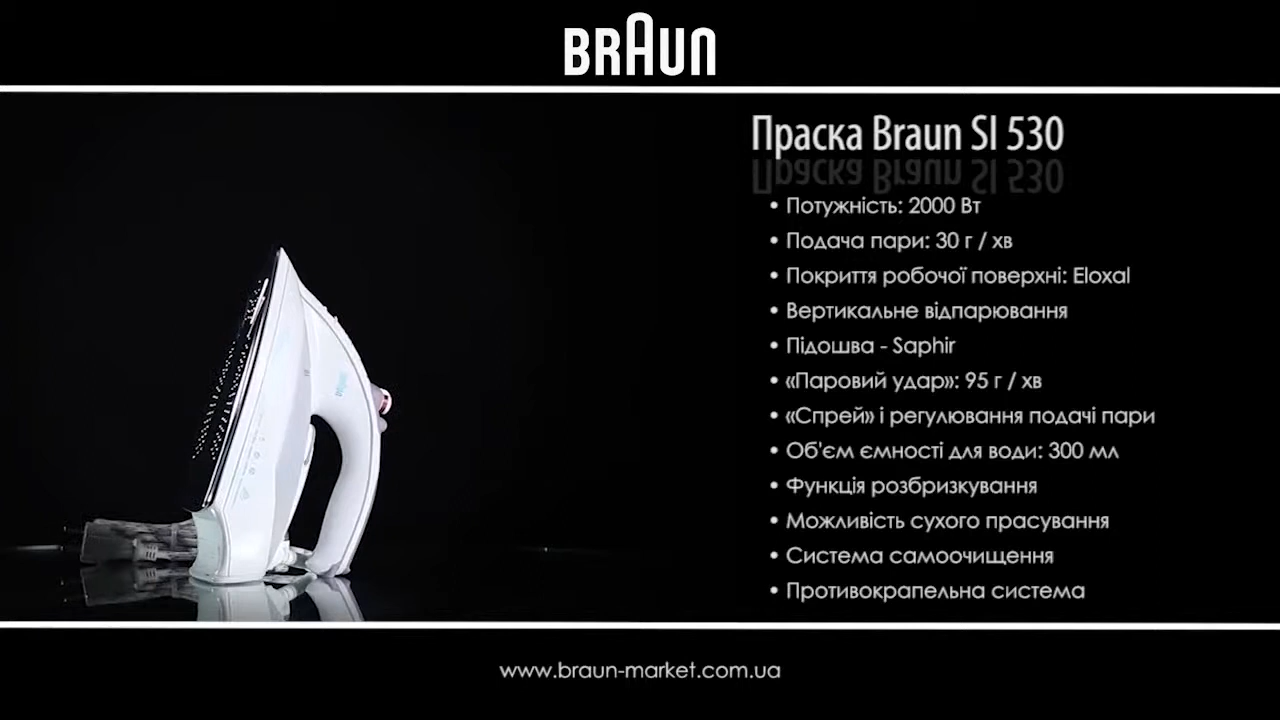 BRAUN
Праска Braun SI 530
• Потужність: 2000 Вт
• Подача пари: 30 г / хв
• Покриття робочої поверхні: Eloxal
• Вертикальне відпарювання
• Підошва - Saphir
• «Паровий удар»: 95 г / хв
• «Спрей» і регулювання подачі пари
• Об'єм ємності для води: 300 мл
• Функція розбризкування
• Можливість сухого прасування
• Система самоочищення
• Противокрапельна система
www.braun-market.com.ua